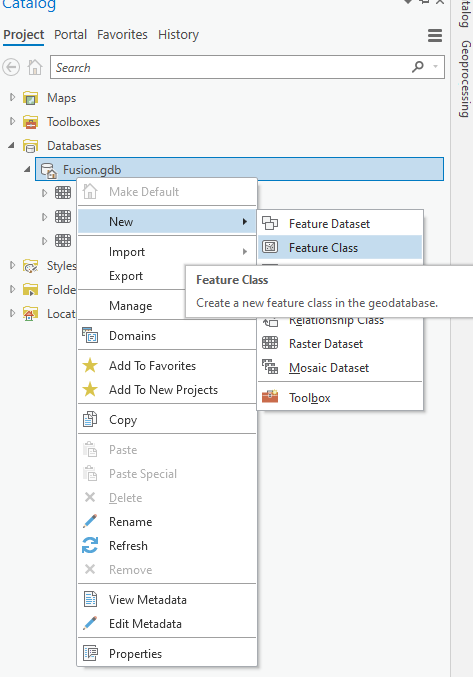 Catalog
Project Portal Favorites History
Search
Maps
Toolboxes
Databases
Fusion.gdb
Make Default
New
Import
Export
Manage
Domains
Add To Favorites
Add To New Projects
Copy
Paste
Paste Special
Delete
Rename
Refresh
Remove
View Metadata
Edit Metadata
Properties
Feature Dataset
Feature Class
Feature Class
Create a new feature class in the geodatabase.
Relationship Class
Raster Dataset
Mosaic Dataset
Toolbox
Styles
Folde
Locat
talog
Geoprocessing